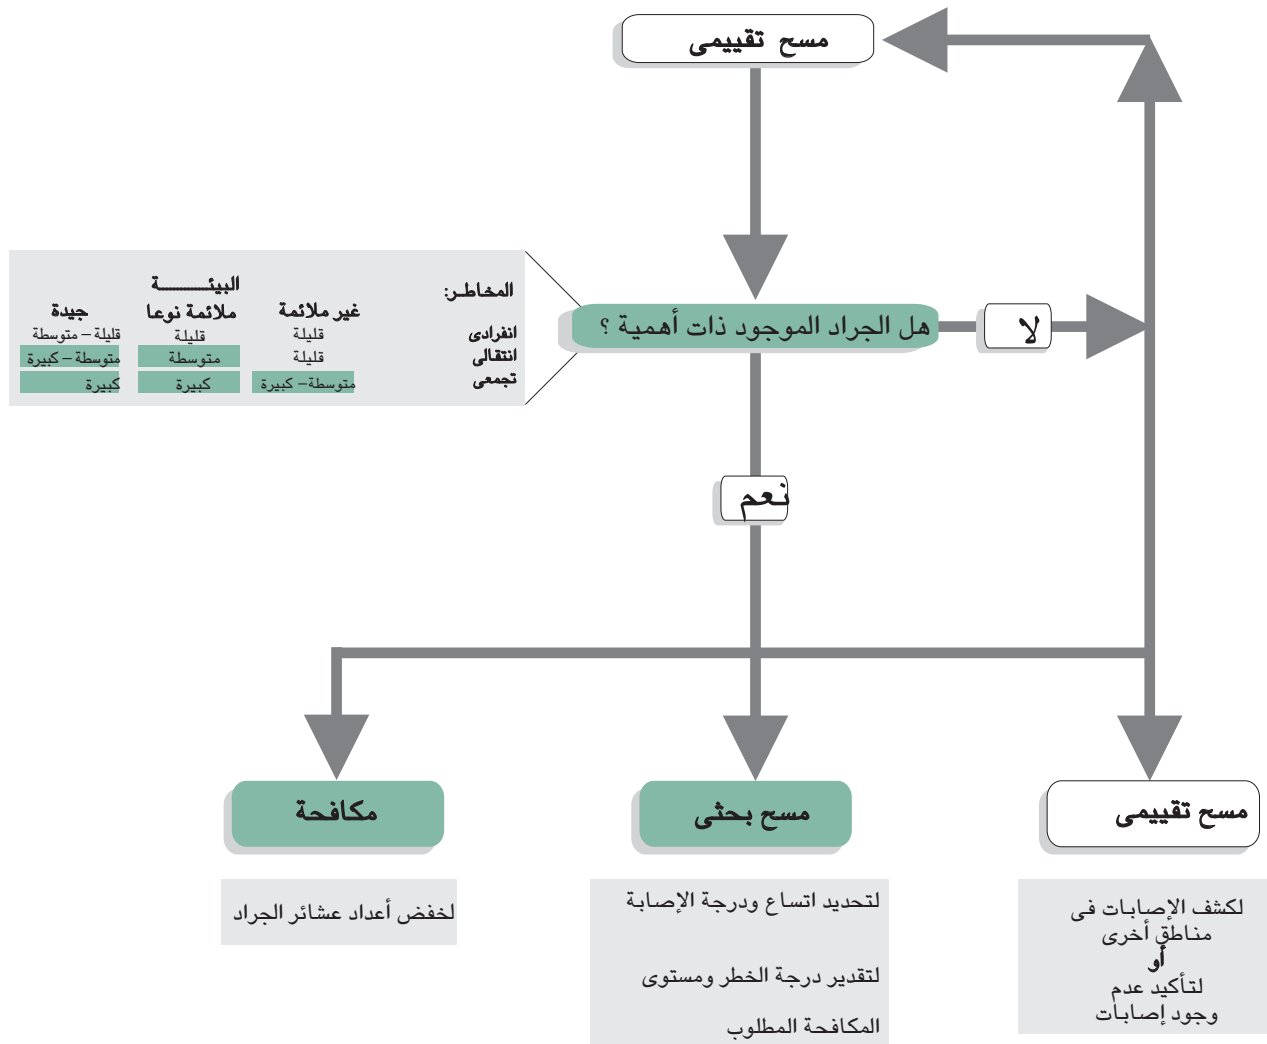 مسح تقييمى
المخاطر:
البيئة
غير ملائمة ملائمة نوعا جيدة
انفرادى قليلة قليلة قليلة – متوسطة
انتقالى قليلة متوسطة متوسطة – كبيرة
تجمعى متوسطة – كبيرة كبيرة كبيرة
هل الجراد الموجود ذات أهمية ؟
لا
نعم
مسح تقييمى
مسح بحثى
مكافحة
لكشف الإصابات فى
مناطق أخرى
أو
لتأكيد عدم
وجود إصابات
لتحديد اتساع ودرجة الإصابة
لتقدير درجة الخطر ومستوى
المكافحة المطلوب
لخفض أعداد عشائر الجراد